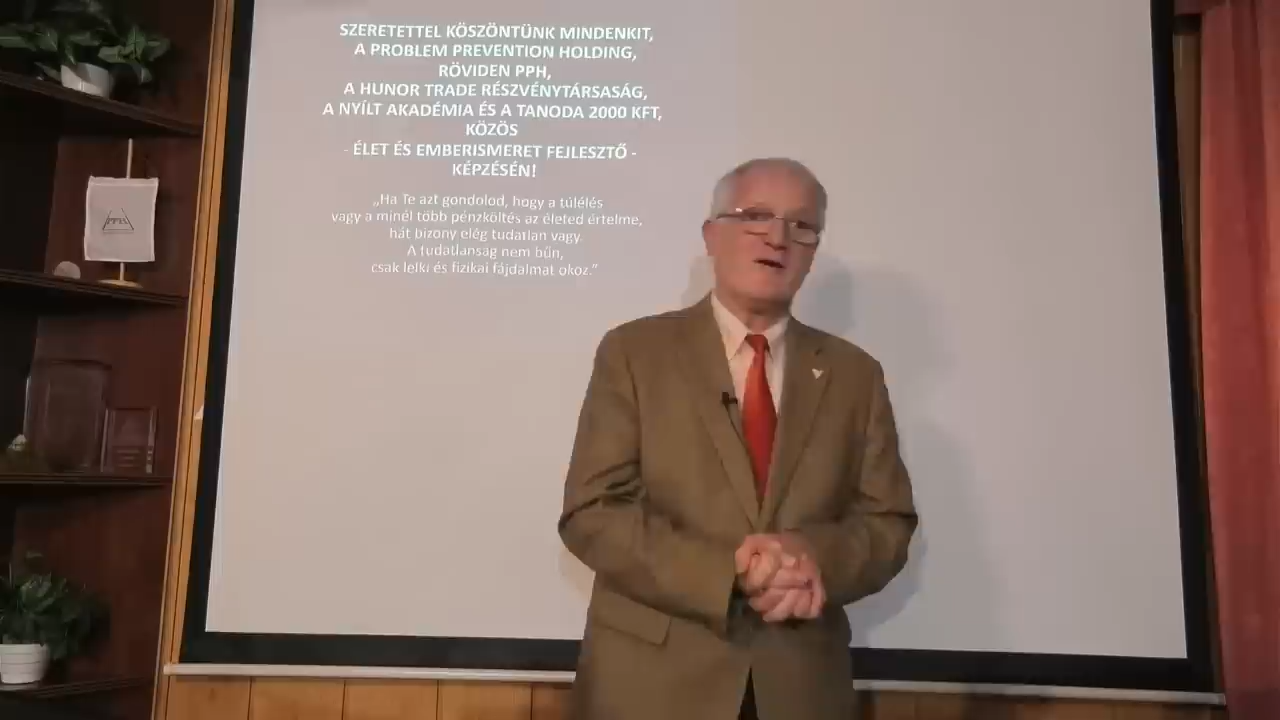 SZERETETTEL KÖSZÖNTÜNK MINDENKIT,
A PROBLEM PREVENTION HOLDING,
RÖVIDEN PPH,
A HUNOR TRADE RÉSZVÉNYTÁRSASÁG,
A NYÍLT AKADÉMIA ÉS A TANODA 2000 KFT,
KÖZÖS
- ÉLET ÉS EMBERISMERET FEJLESZTŐ -
KÉPZÉSÉN!
„Ha Te azt gondolod, hogy a túlélés
vagy a minél több pénzköltés az életed értelme,
hát bizony elég tudatlan vagy.
A tudatlanság nem bűn,
csak lelki és fizikai fájdalmat okoz.”